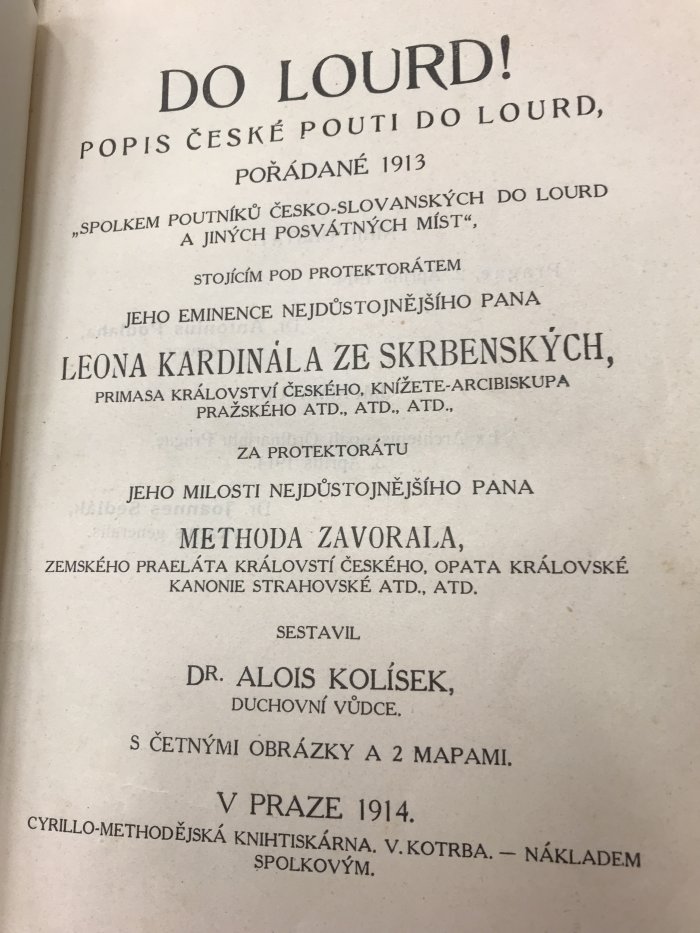 DO LOURD!
POPIS ČESKÉ POUTI DO LOURD,
POŘÁDANÉ 1913
„SPOLKEM POUTNÍKŮ ČESKO-SLOVANSKÝCH DO LOURD
A JINÝCH POSVÁTNÝCH MÍST“,
STOJÍCÍM POD PROTEKTORÁTEM
JEHO EMINENCE NEJDŮSTOJNĚJŠÍHO PANA
LEONA KARDINÁLA ZE SKRBENSKÝCH,
PRIMASA KRÁLOVSTVÍ ČESKÉHO, KNÍŽETE-ARCIBISKUPA
PRAŽSKÉHO ATD., ATD., ATD.,
ZA PROTEKTORÁTU
JEHO MILOSTI NEJDŮSTOJNĚJŠÍHO PANA
METHODA ZAVORALA,
ZEMSKÉHO PRAELÁTA KRÁLOVSTÍ ČESKÉHO, OPATA KRÁLOVSKÉ
KANONIE STRAHOVSKÉ ATD., ATD.
SESTAVIL
DR. ALOIS KOLÍSEK,
DUCHOVNÍ VŮDCE.
S ČETNÝMI OBRÁZKY A 2 MAPAMI.
V PRAZE 1914.
CYRILLO-METHODĚJSKÁ KNIHTISKÁRNA. V. KOTRBA. — NÁKLADEM
SPOLKOVÝM.